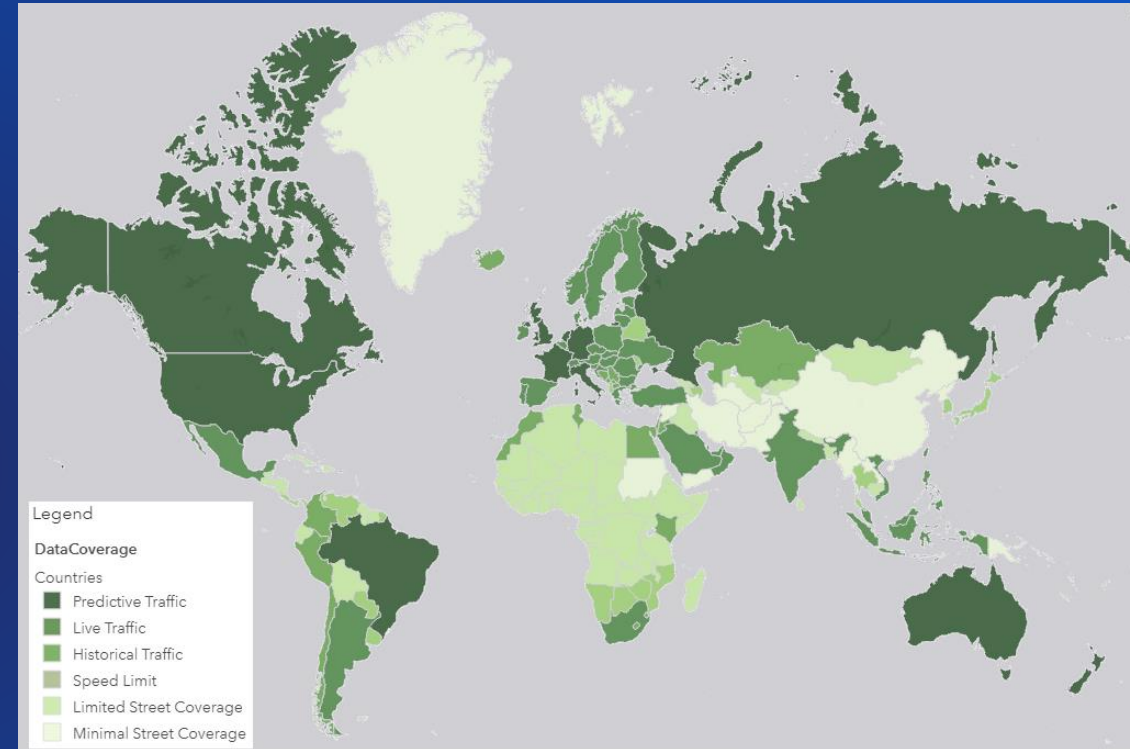 Legend
DataCoverage
Countries
Predictive Traffic
Live Traffic
Historical Traffic
Speed Limit
Limited Street Coverage
Minimal Street Coverage